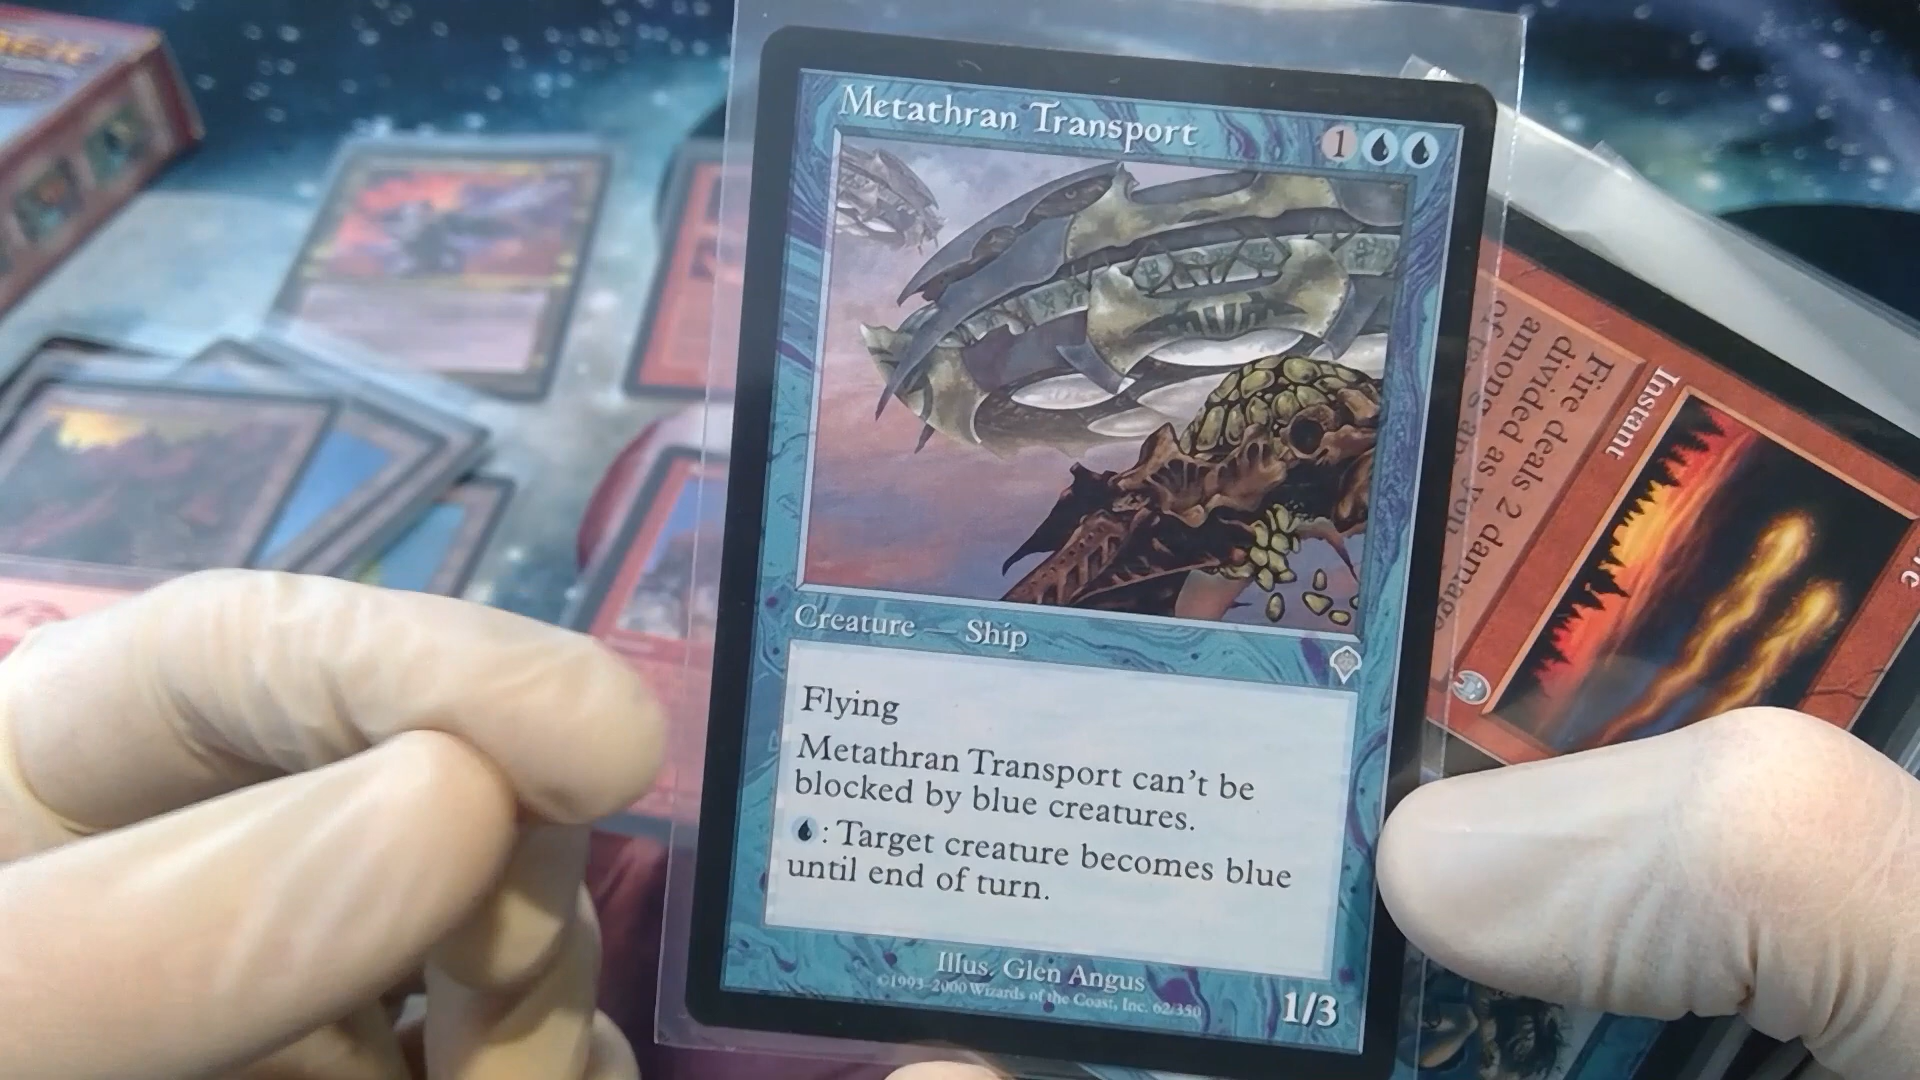 Metathran Transport
1
Creature — Ship
Flying
Metathran Transport can't be
blocked by blue creatures.
: Target creature becomes blue
until end of turn.
Illus. Glen Angus
©1993–2000 Wizards of the Coast, Inc. 62/350
1/3
Instant
Fire deals 2 damage
divided as you
among
of